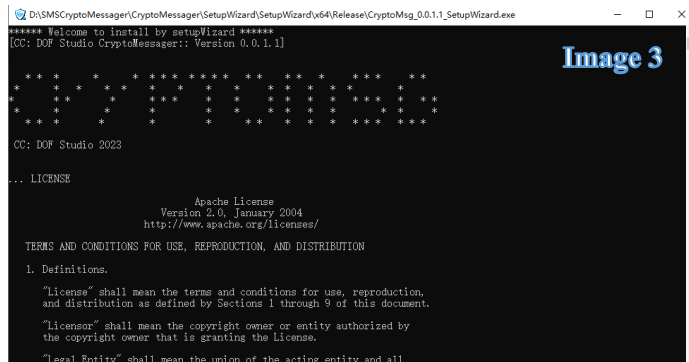 D:\SMSCryptoMessager\CryptoMessager\SetupWizard\SetupWizard\x64\Release\CryptoMsg_0.0.1.1_SetupWizard.exe
****** Welcome to install by setupWizard ******
[CC: DOF Studio CryptoMessager:: Version 0.0.1.1]
Image 3
CRYPTOMSG
CC: DOF Studio 2023
... LICENSE
Apache License
Version 2.0, January 2004
http://www.apache.org/licenses/
TERMS AND CONDITIONS FOR USE, REPRODUCTION, AND DISTRIBUTION
1. Definitions.
"License" shall mean the terms and conditions for use, reproduction,
and distribution as defined by Sections 1 through 9 of this document.
"Licensor" shall mean the copyright owner or entity authorized by
the copyright owner that is granting the License.
"Legal Entity" shall mean the union of the acting entity and all